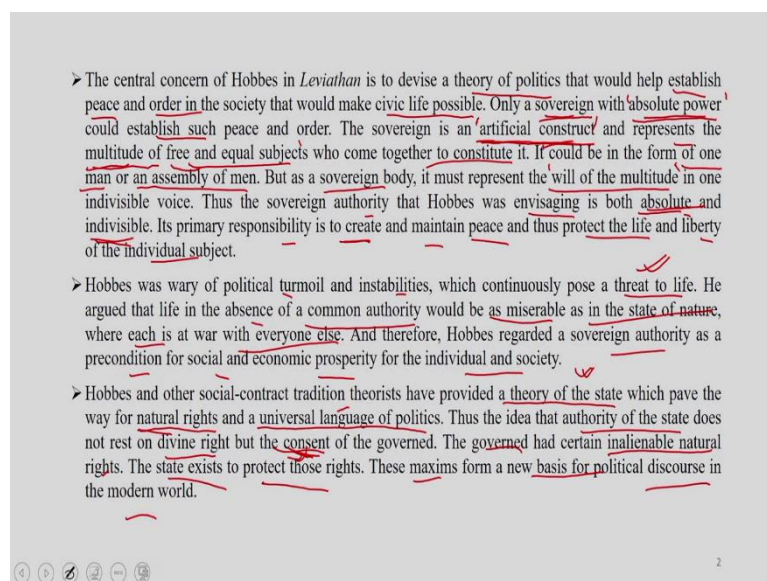 ➢ The central concern of Hobbes in Leviathan is to devise a theory of politics that would help establish
peace and order in the society that would make civic life possible. Only a sovereign with 'absolute power'
could establish such peace and order. The sovereign is an 'artificial construct' and represents the
multitude of free and equal subjects who come together to constitute it. It could be in the form of one
man or an assembly of men. But as a sovereign body, it must represent the 'will of the multitude' in one
indivisible voice. Thus the sovereign authority that Hobbes was envisaging is both absolute and
indivisible. Its primary responsibility is to create and maintain peace and thus protect the life and liberty
of the individual subject.
➢ Hobbes was wary of political turmoil and instabilities, which continuously pose a threat to life. He
argued that life in the absence of a common authority would be as miserable as in the state of nature,
where each is at war with everyone else. And therefore, Hobbes regarded a sovereign authority as a
precondition for social and economic prosperity for the individual and society.
➢ Hobbes and other social-contract tradition theorists have provided a theory of the state which pave the
way for natural rights and a universal language of politics. Thus the idea that authority of the state does
not rest on divine right but the consent of the governed. The governed had certain inalienable natural
rights. The state exists to protect those rights. These maxims form a new basis for political discourse in
the modern world.
2